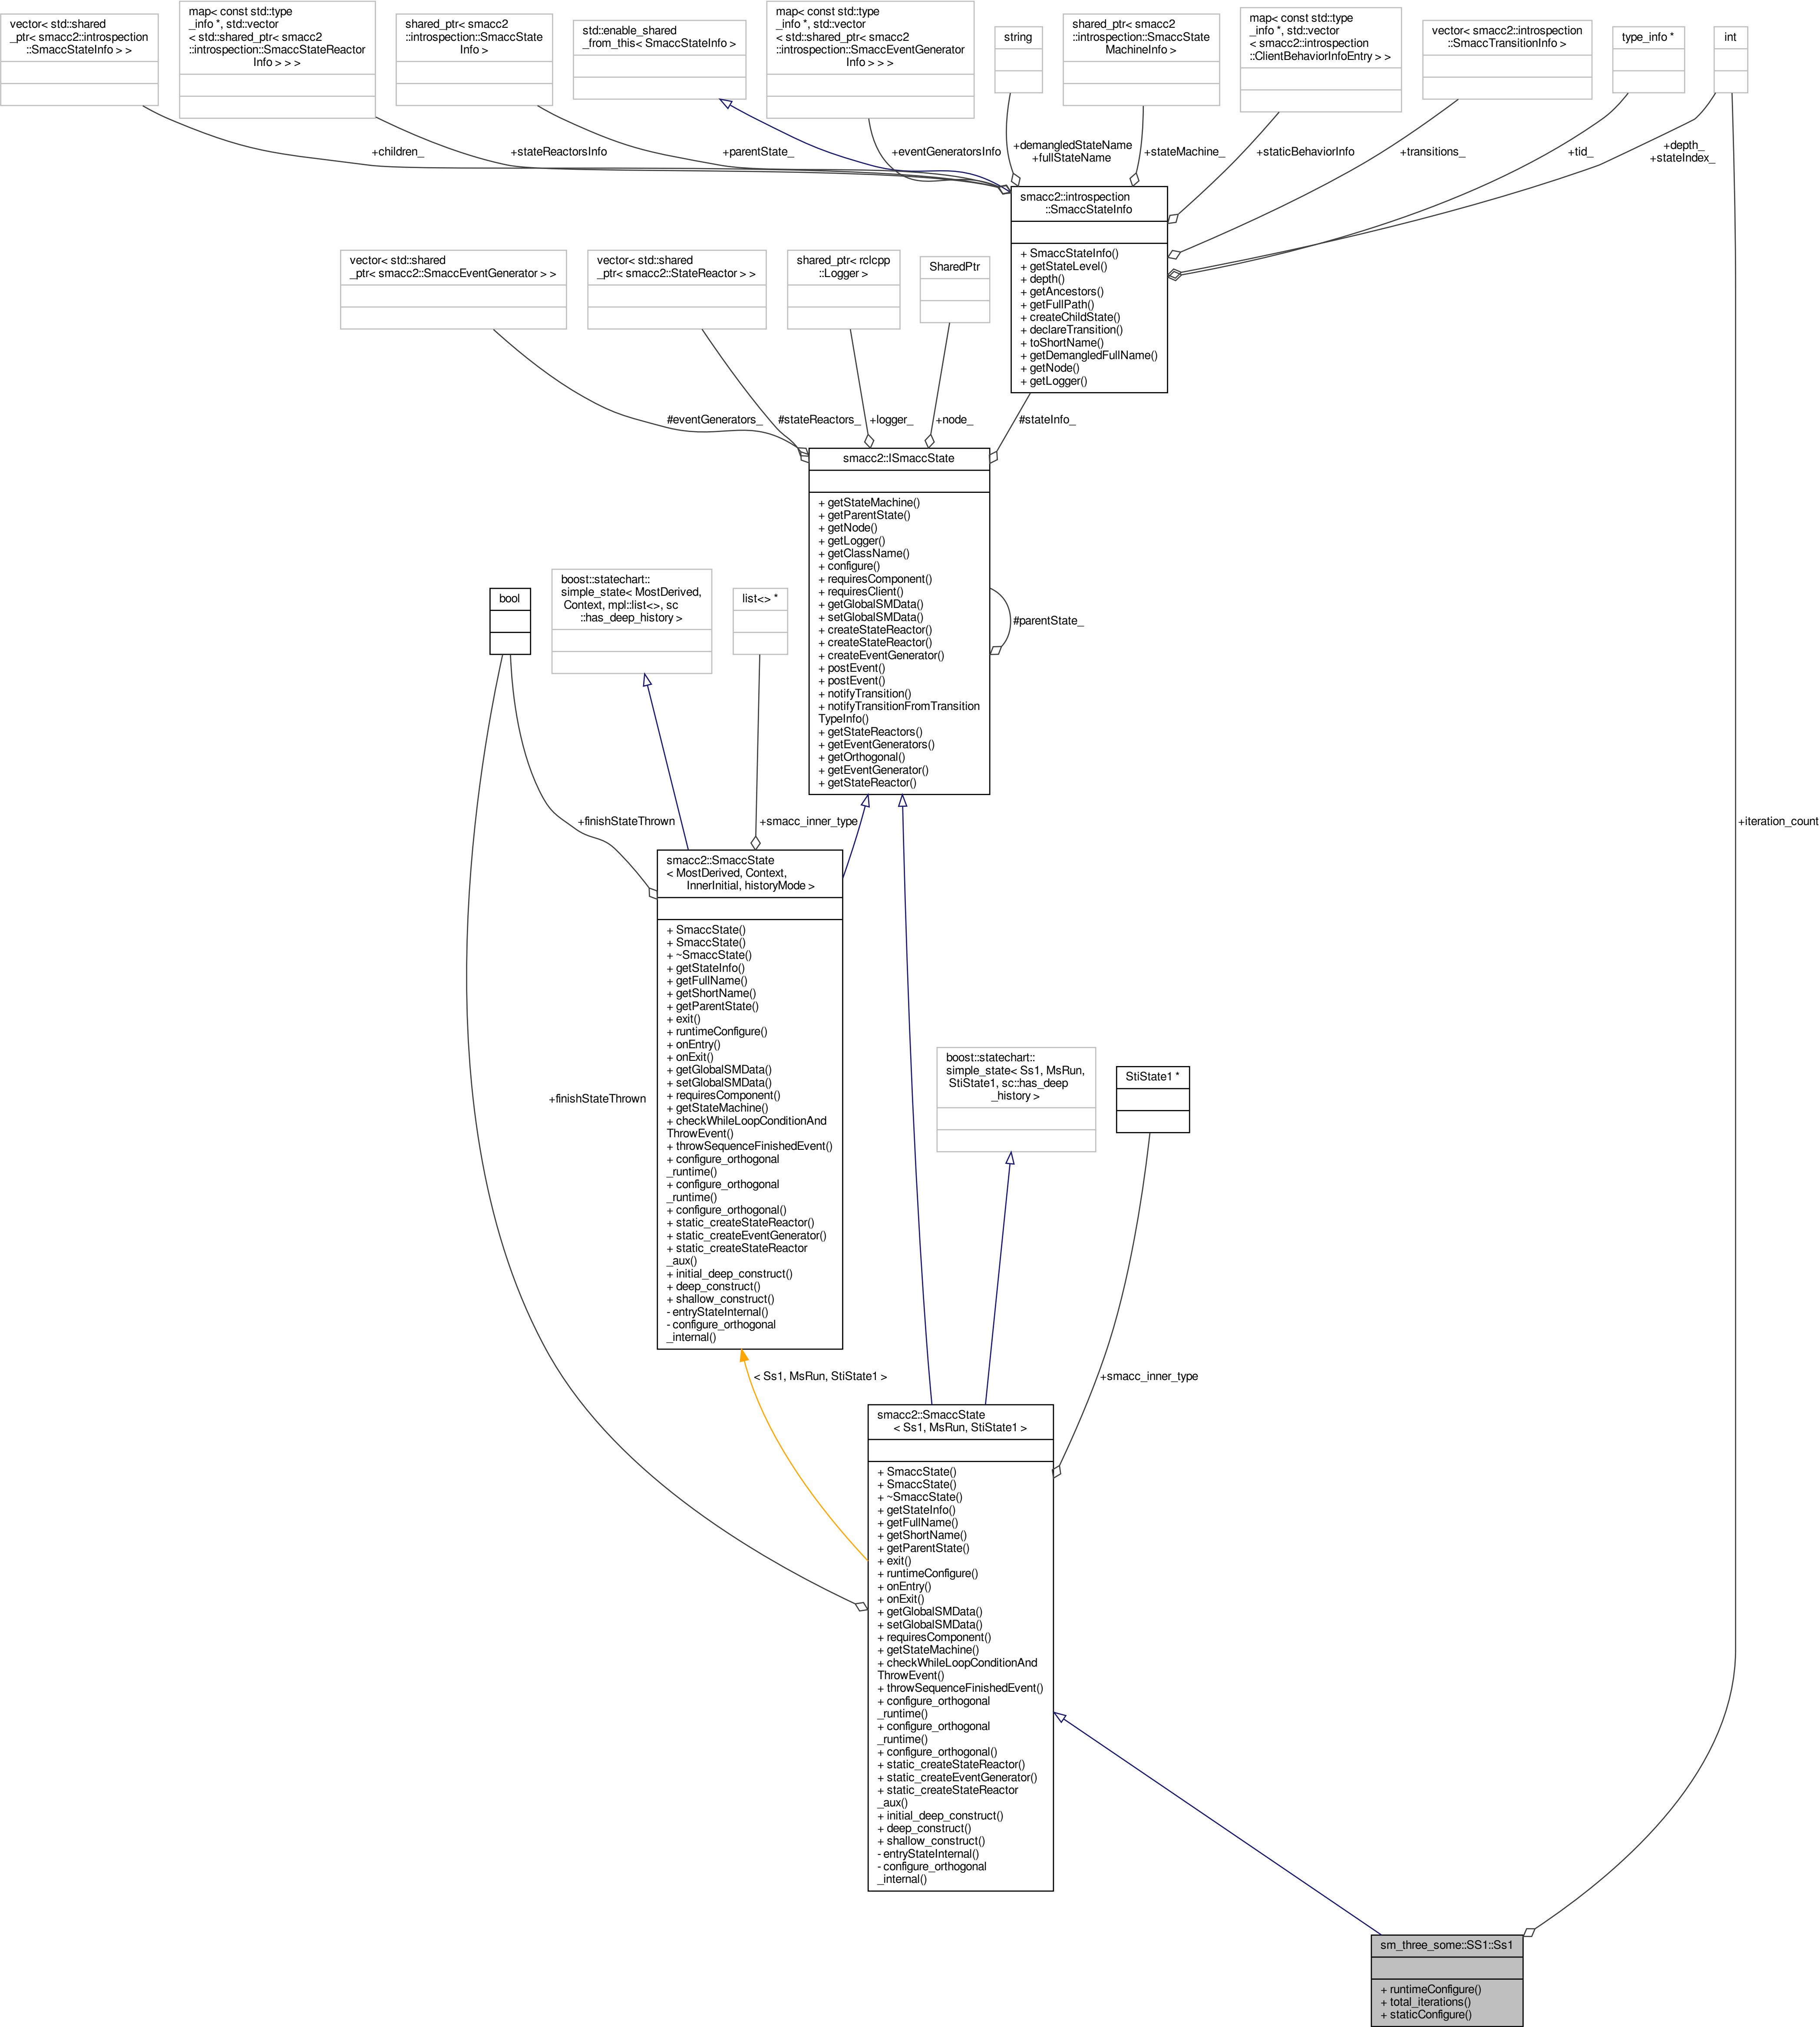 vector< std::shared
_ptr< smacc2::introspection
::SmaccStateInfo > >
map< const std::type
_info *, std::vector
< std::shared_ptr< smacc2
::introspection::SmaccStateReactor
Info > > >
shared_ptr< smacc2
::introspection::SmaccState
Info >
std::enable_shared
_from_this< SmaccStateInfo >
map< const std::type
_info *, std::vector
< std::shared_ptr< smacc2
::introspection::SmaccEventGenerator
Info > > >
string
shared_ptr< smacc2
::introspection::SmaccState
MachineInfo >
map< const std::type
_info *, std::vector
< smacc2::introspection
::ClientBehaviorInfoEntry > >
vector< smacc2::introspection
::SmaccTransitionInfo >
type_info *
int
+children_
+stateReactorsInfo
+parentState_
+eventGeneratorsInfo
+demangledStateName
+fullStateName
+stateMachine_
+staticBehaviorInfo
+transitions_
+tid_
+depth_
+stateIndex_
smacc2::introspection
::SmaccStateInfo
+ SmaccStateInfo()
+ getStateLevel()
+ depth()
+ getAncestors()
+ getFullPath()
+ createChildState()
+ declareTransition()
+ toShortName()
+ getDemangledFullName()
+ getNode()
+ getLogger()
vector< std::shared
_ptr< smacc2::SmaccEventGenerator > >
vector< std::shared
_ptr< smacc2::StateReactor > >
shared_ptr< rclcpp
::Logger >
SharedPtr
#eventGenerators_
#stateReactors_
+logger_
+node_
#stateInfo_
smacc2::ISmaccState
+ getStateMachine()
+ getParentState()
+ getNode()
+ getLogger()
+ getClassName()
+ configure()
+ requiresComponent()
+ requiresClient()
+ getGlobalSMData()
+ setGlobalSMData()
+ createStateReactor()
+ createStateReactor()
+ createEventGenerator()
+ postEvent()
+ postEvent()
+ notifyTransition()
+ notifyTransitionFromTransition
TypeInfo()
+ getStateReactors()
+ getEventGenerators()
+ getOrthogonal()
+ getEventGenerator()
+ getStateReactor()
#parentState_
bool
boost::statechart::
simple_state< MostDerived,
Context, mpl::list<>, sc
::has_deep_history >
list<> *
+finishStateThrown
+smacc_inner_type
+iteration_count
smacc2::SmaccState
< MostDerived, Context,
InnerInitial, historyMode >
+ SmaccState()
+ SmaccState()
+ ~SmaccState()
+ getStateInfo()
+ getFullName()
+ getShortName()
+ getParentState()
+ exit()
+ runtimeConfigure()
+ onEntry()
+ onExit()
+ getGlobalSMData()
+ setGlobalSMData()
+ requiresComponent()
+ getStateMachine()
+ checkWhileLoopConditionAnd
ThrowEvent()
+ throwSequenceFinishedEvent()
+ configure_orthogonal
_runtime()
+ configure_orthogonal
_runtime()
+ configure_orthogonal()
+ static_createStateReactor()
+ static_createEventGenerator()
+ static_createStateReactor
_aux()
+ initial_deep_construct()
+ deep_construct()
+ shallow_construct()
- entryStateInternal()
- configure_orthogonal
_internal()
+finishStateThrown
boost::statechart::
simple_state< Ss1, MsRun,
StiState1, sc::has_deep
_history >
StiState1 *
< Ss1, MsRun, StiState1 >
+smacc_inner_type
smacc2::SmaccState
< Ss1, MsRun, StiState1 >
+ SmaccState()
+ SmaccState()
+ ~SmaccState()
+ getStateInfo()
+ getFullName()
+ getShortName()
+ getParentState()
+ exit()
+ runtimeConfigure()
+ onEntry()
+ onExit()
+ getGlobalSMData()
+ setGlobalSMData()
+ requiresComponent()
+ getStateMachine()
+ checkWhileLoopConditionAnd
ThrowEvent()
+ throwSequenceFinishedEvent()
+ configure_orthogonal
_runtime()
+ configure_orthogonal
_runtime()
+ configure_orthogonal()
+ static_createStateReactor()
+ static_createEventGenerator()
+ static_createStateReactor
_aux()
+ initial_deep_construct()
+ deep_construct()
+ shallow_construct()
- entryStateInternal()
- configure_orthogonal
_internal()
sm_three_some::SS1::Ss1
+ runtimeConfigure()
+ total_iterations()
+ staticConfigure()